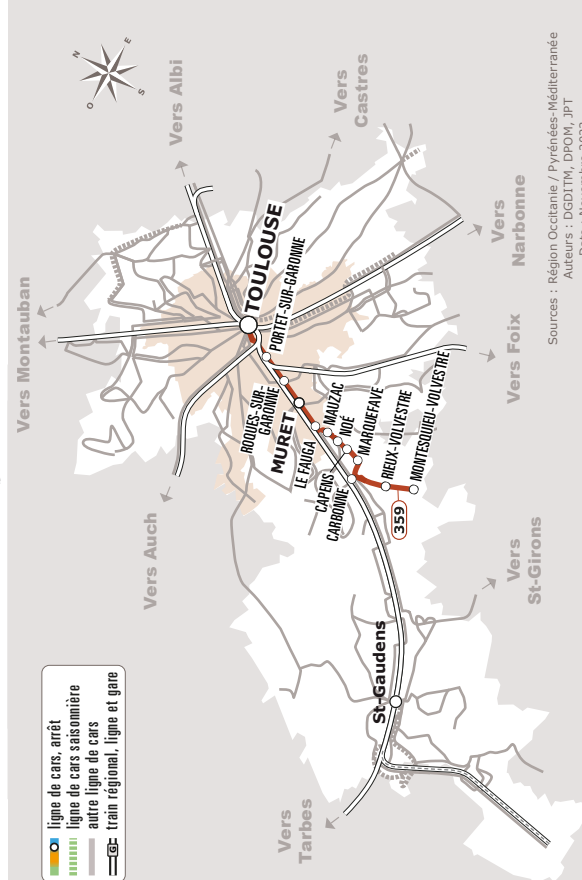 ligne de cars, arrêt
ligne de cars saisonnière
autre ligne de cars
G train régional, ligne et gare
N
E
S
O
Vers Montauban
Vers Albi
Vers
Castres
Vers Auch
TOULOUSE
PORTET-SUR-GARONNE
ROQUES-SUR-
GARONNE
MURET
LE FAUGA
MAUZAC
NOÉ
CAPENS
MARQUEFAVE
CARBONNE
RIEUX-VOLVESTRE
MONTESQUIEU-VOLVESTRE
359
Vers
Narbonne
Vers Foix
Vers
St-Girons
St-Gaudens
Vers
Tarbes
Sources : Région Occitanie / Pyrénées-Méditerranée
Auteurs : DGDITM, DPOM, JPT